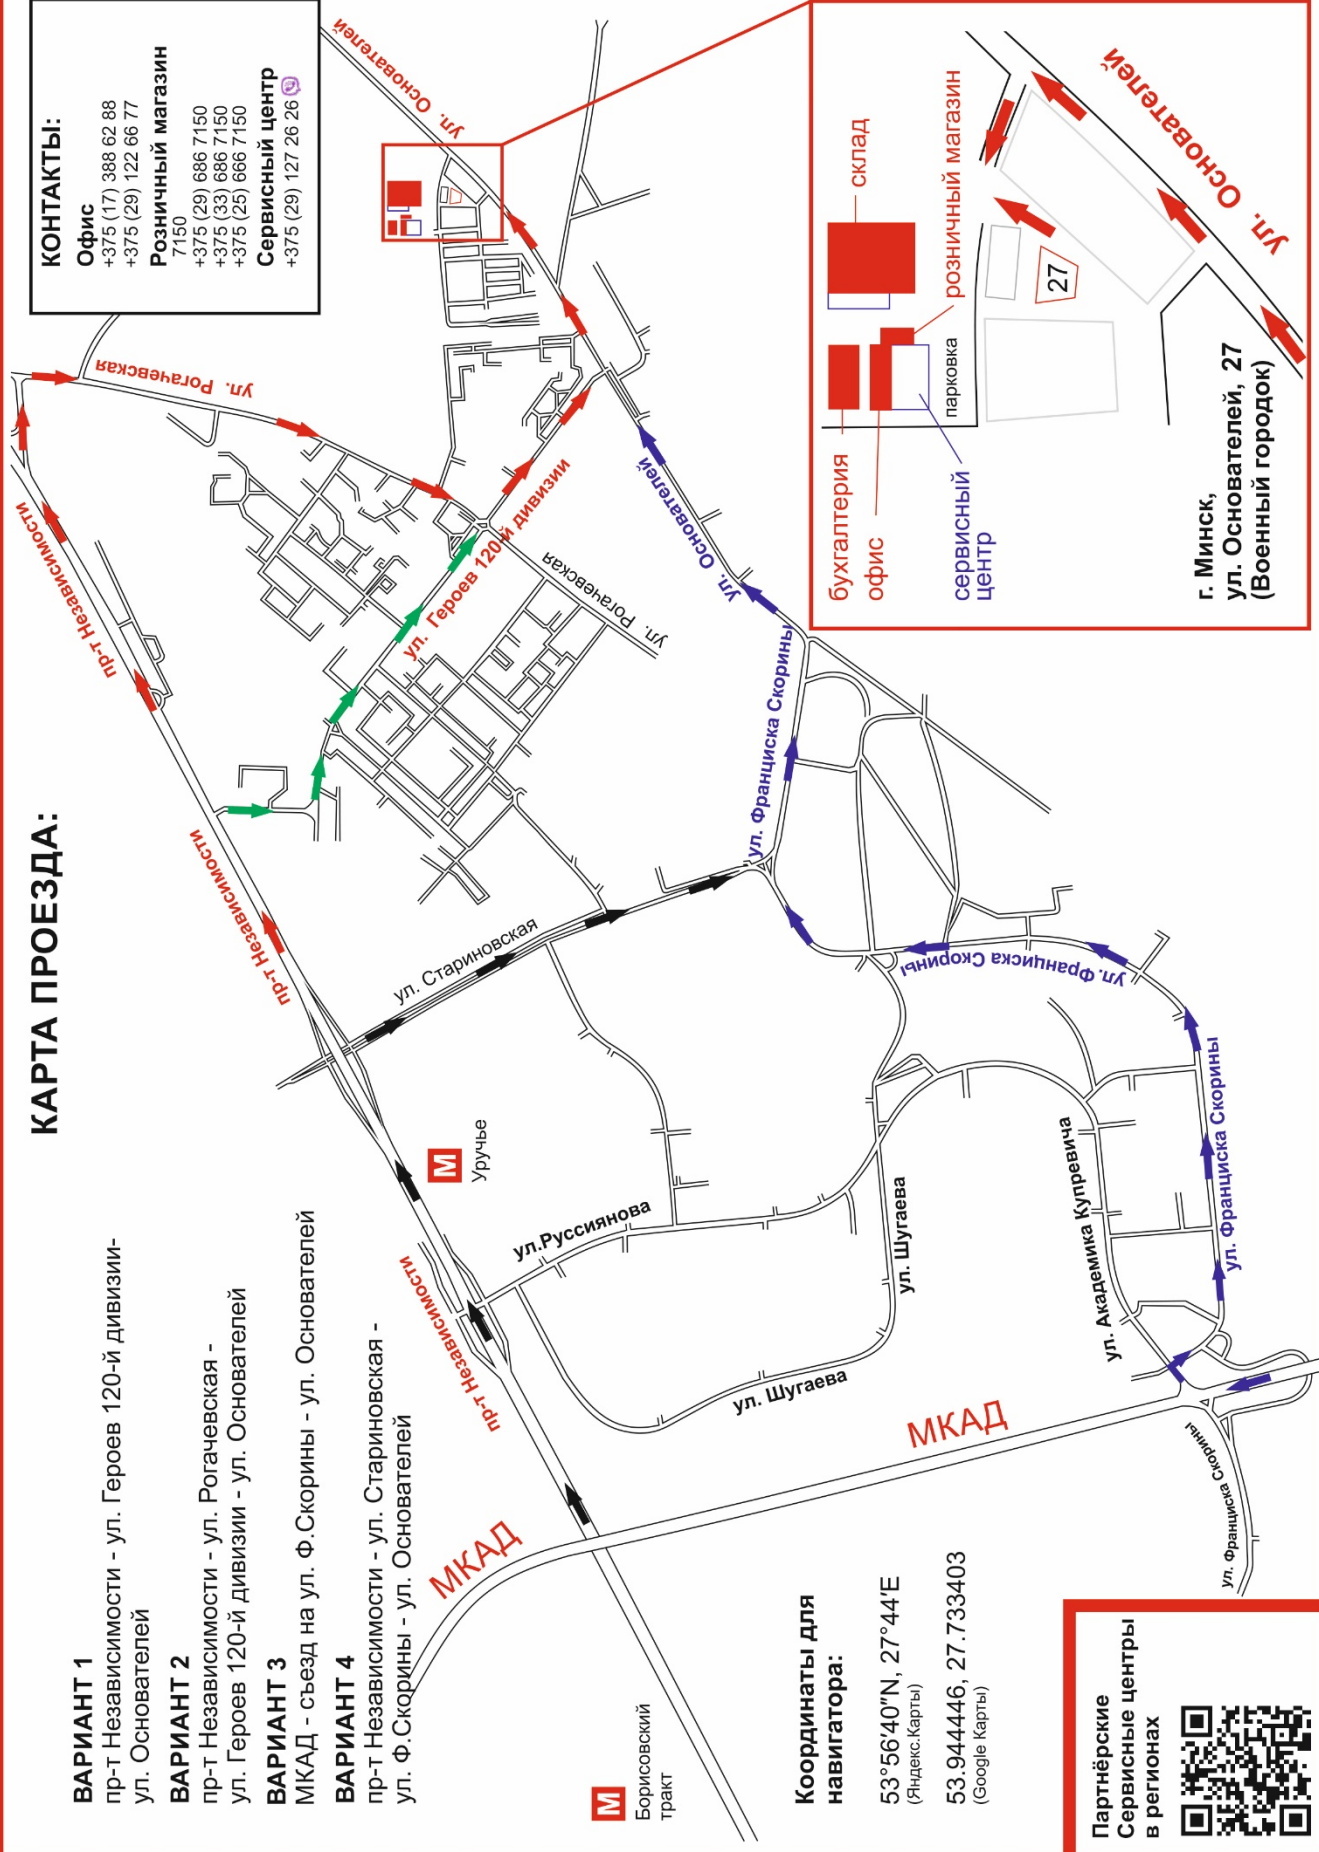 КАРТА ПРОЕЗДА:
ВАРИАНТ 1
пр-т Независимости - ул. Героев 120-й дивизии-
ул. Основателей
ВАРИАНТ 2
пр-т Независимости - ул. Рогачевская -
ул. Героев 120-й дивизии - ул. Основателей
ВАРИАНТ 3
МКАД - съезд на ул. Ф.Скорины - ул. Основателей
ВАРИАНТ 4
пр-т Независимости - ул. Стариновская -
ул. Ф.Скорины - ул. Основателей
КОНТАКТЫ:
Офис
+375 (17) 388 62 88
+375 (29) 122 66 77
Розничный магазин
7150
+375 (29) 686 7150
+375 (33) 686 7150
+375 (25) 666 7150
Сервисный центр
+375 (29) 127 26 26
М
Борисовский
тракт
М
Уручье
МКАД
МКАД
пр-т Независимости
пр-т Независимости
пр-т Независимости
ул. Рогачевская
ул. Рогачевская
ул. Героев 120-й дивизии
ул. Основателей
ул. Основателей
ул. Стариновская
ул.Руссиянова
ул. Шугаева
ул. Шугаева
ул. Академика Купревича
ул. Франциска Скорины
ул. Франциска Скорины
ул. Франциска Скорины
ул. Франциска Скорины
Координаты для
навигатора:
53°56'40"N, 27°44'E
(Яндекс.Карты)
53.944446, 27.733403
(Google Карты)
Партнёрские
Сервисные центры
в регионах
бухгалтерия
офис
сервисный
центр
склад
розничный магазин
парковка
27
ул. Основателей
г. Минск,
ул. Основателей, 27
(Военный городок)